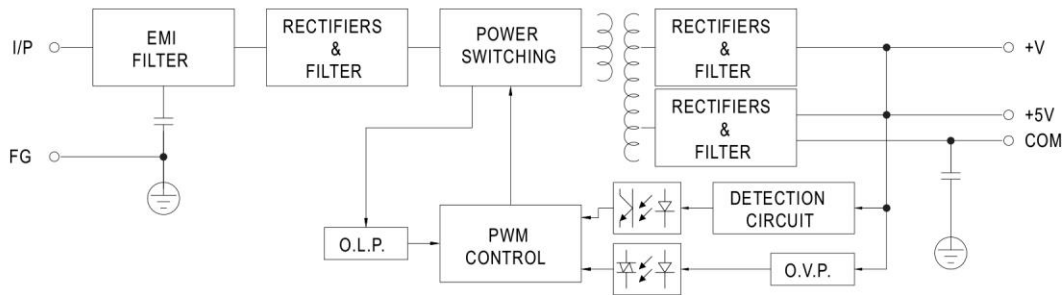 I/P
EMI
FILTER
RECTIFIERS
&
FILTER
POWER
SWITCHING
RECTIFIERS
&
FILTER
+V
RECTIFIERS
&
FILTER
+5V
COM
FG
DETECTION
CIRCUIT
O.L.P.
PWM
CONTROL
O.V.P.